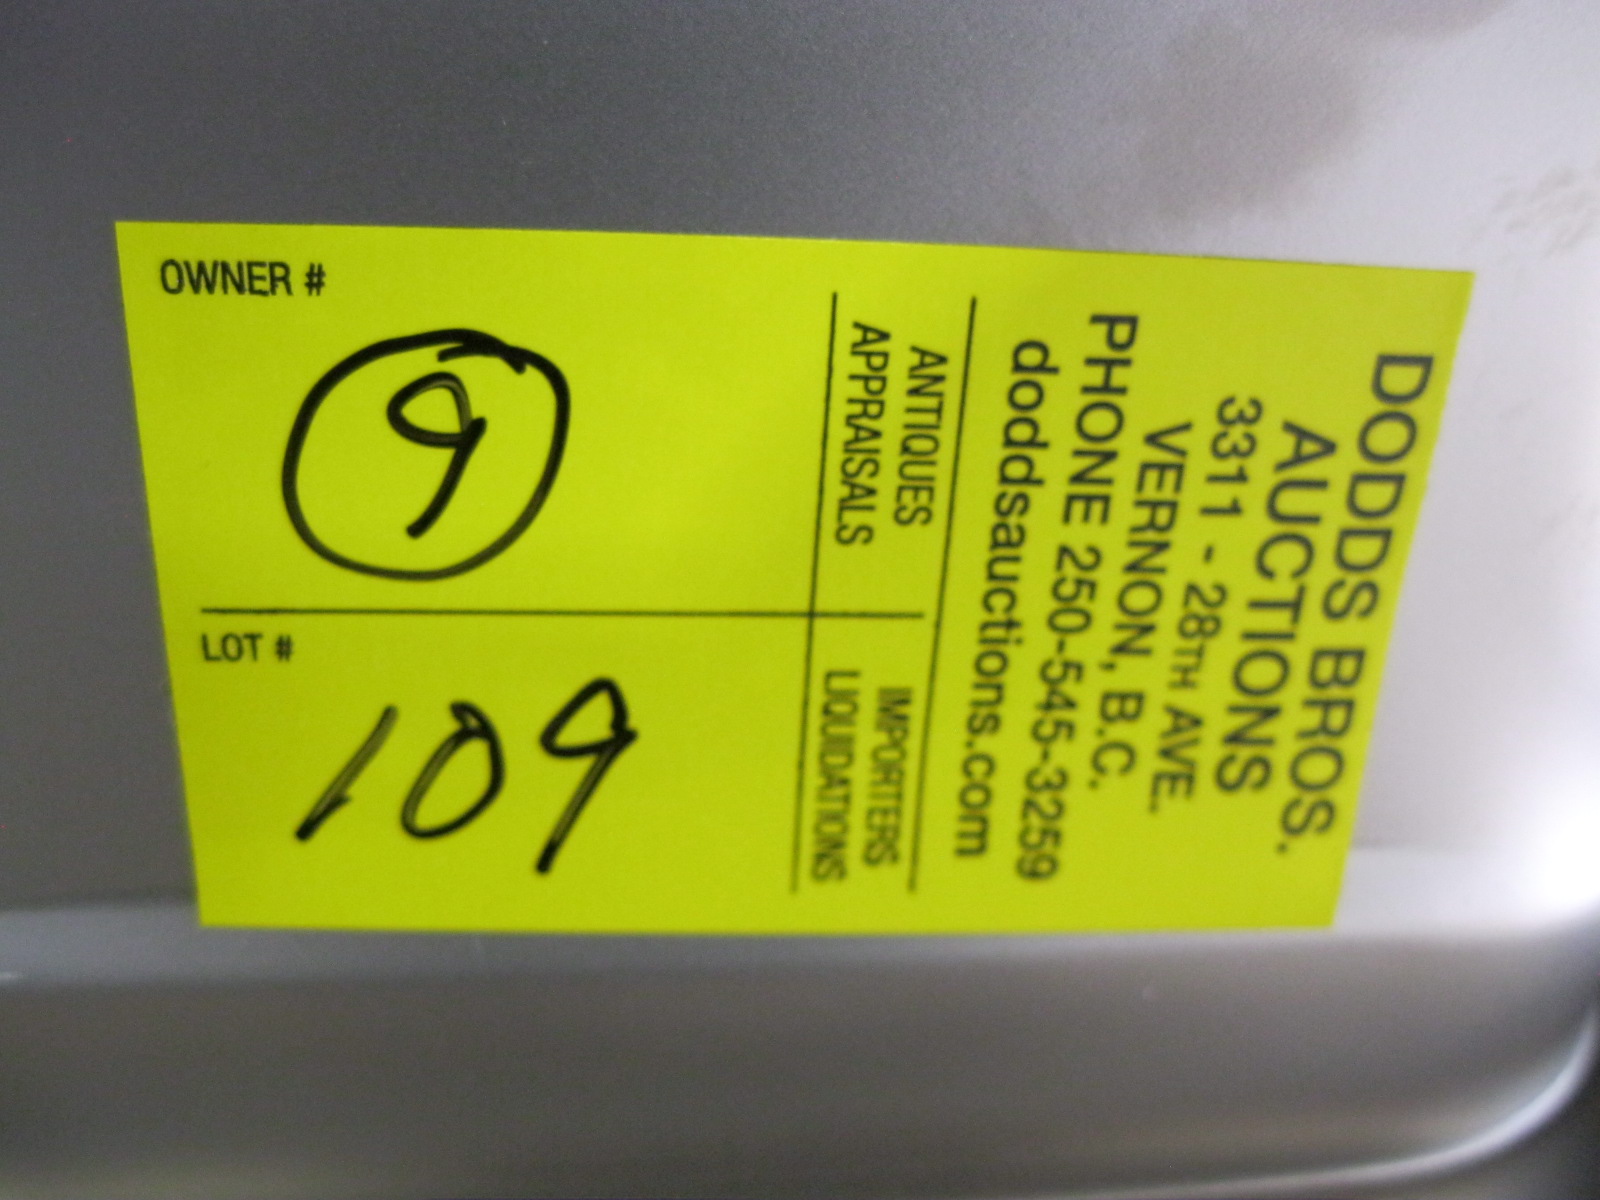 OWNER #
9
LOT #
109
DODDS BROS.
AUCTIONS
3311 - 28TH AVE.
VERNON, B.C.
PHONE 250-545-3259
doddsauctions.com
ANTIQUES
APPRAISALS
IMPORTERS
LIQUIDATIONS